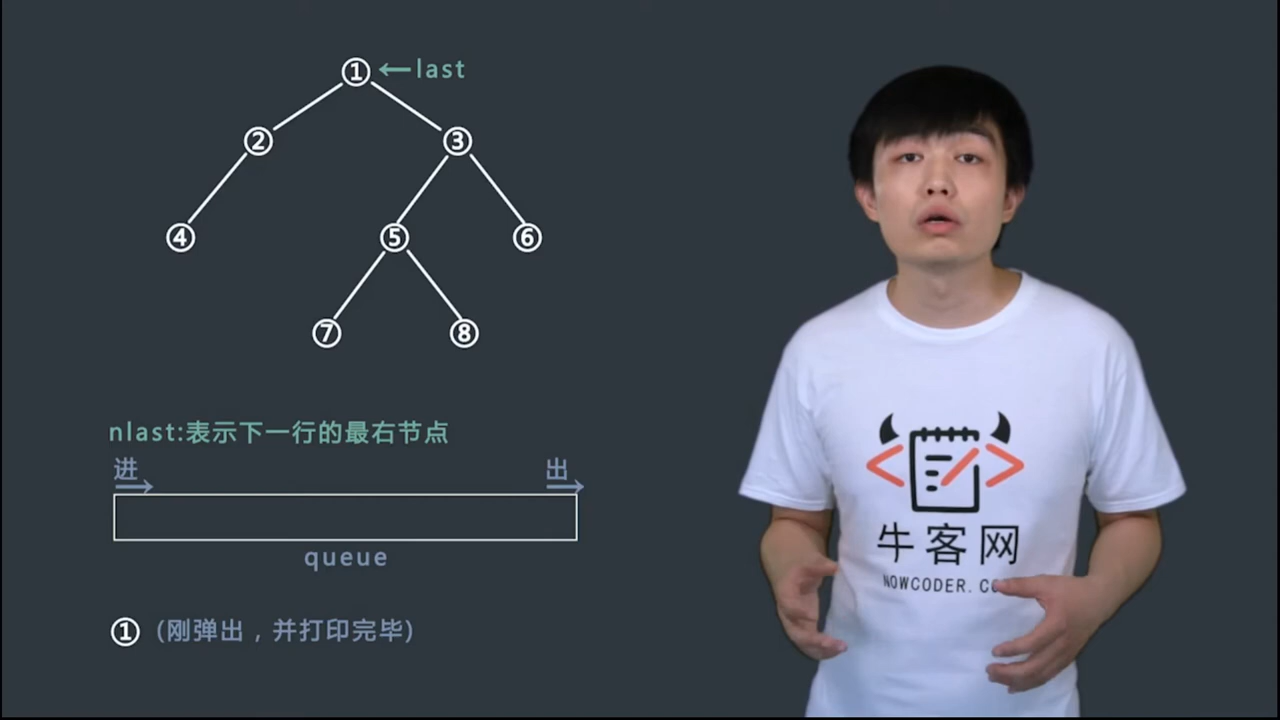 ① ←last
② ③
④ ⑤ ⑥
⑦ ⑧
nlast:表示下一行的最右节点
进 出
queue
① (刚弹出，并打印完毕)
牛客网
NOWCODER.C